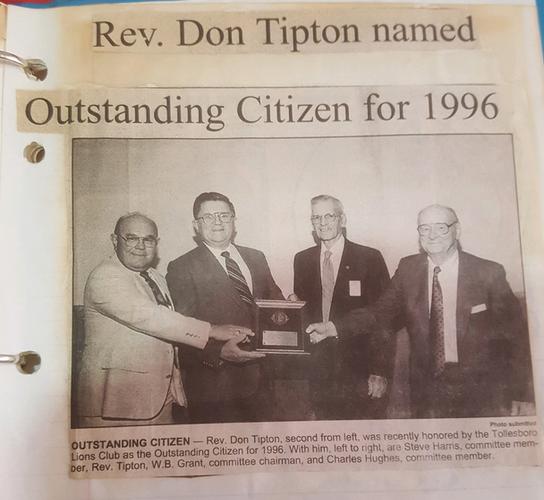 Rev. Don Tipton named
Outstanding Citizen for 1996
Photo submitted
OUTSTANDING CITIZEN — Rev. Don Tipton, second from left, was recently honored by the Tollesboro
Lions Club as the Outstanding Citizen for 1996. With him, left to right, are Steve Harris, committee mem-
ber, Rev. Tipton, W.B. Grant, committee chairman, and Charles Hughes, committee member.